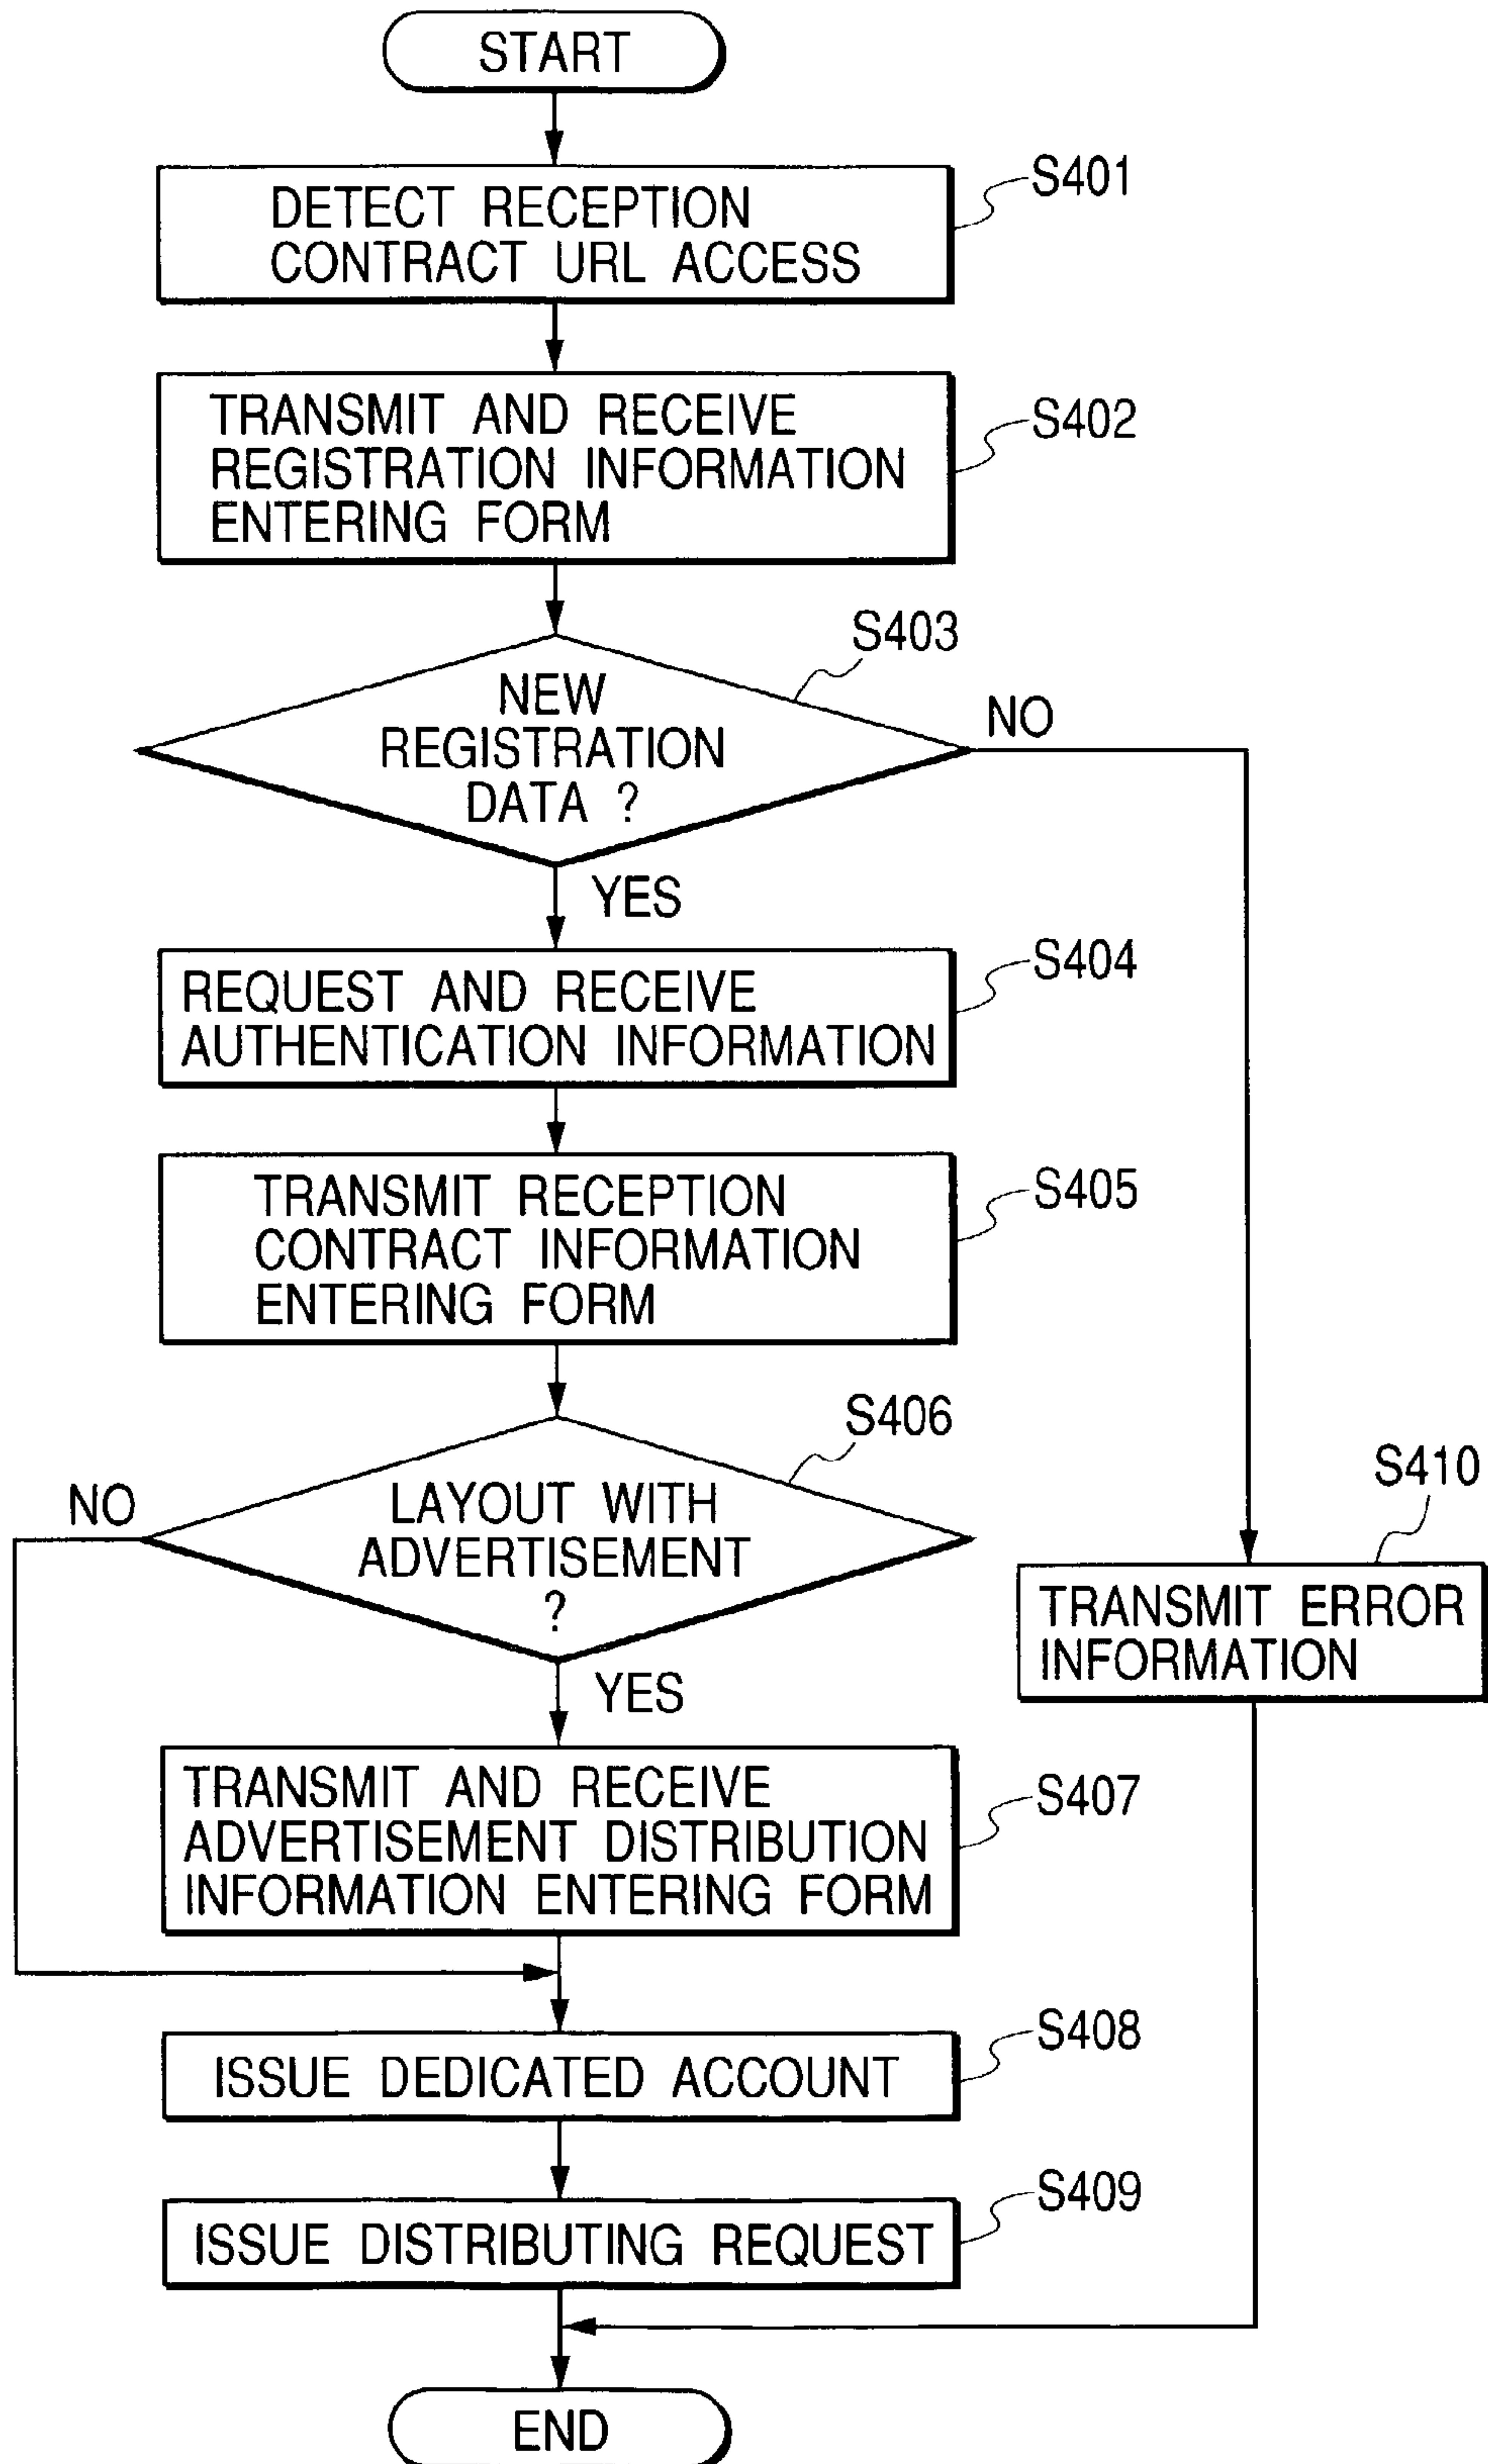 START
DETECT RECEPTION
CONTRACT URL ACCESS
S401
TRANSMIT AND RECEIVE
REGISTRATION INFORMATION
ENTERING FORM
S402
S403
NEW
REGISTRATION
DATA ?
NO
YES
REQUEST AND RECEIVE
AUTHENTICATION INFORMATION
S404
TRANSMIT RECEPTION
CONTRACT INFORMATION
ENTERING FORM
S405
S406
LAYOUT WITH
ADVERTISEMENT
?
NO
YES
S410
TRANSMIT ERROR
INFORMATION
TRANSMIT AND RECEIVE
ADVERTISEMENT DISTRIBUTION
INFORMATION ENTERING FORM
S407
ISSUE DEDICATED ACCOUNT
S408
ISSUE DISTRIBUTING REQUEST
S409
END